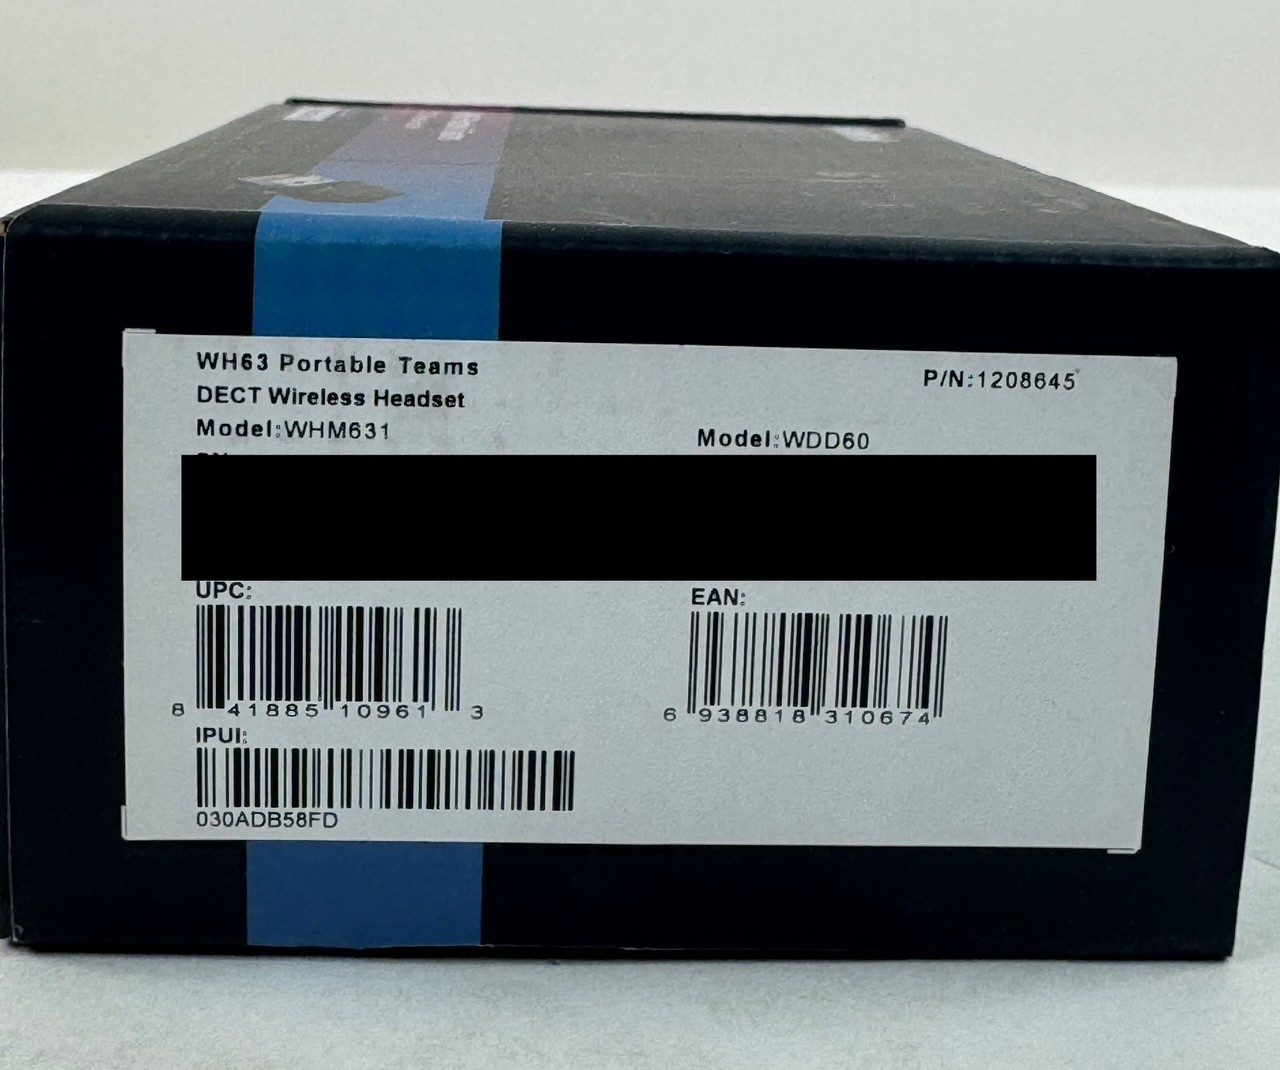 WH63 Portable Teams
DECT Wireless Headset
P/N:1208645
Model:WHM631
Model:WDD60
UPC:
8 41885 10961 3
EAN:
6 938818 310674
IPUI:
030ADB58FD